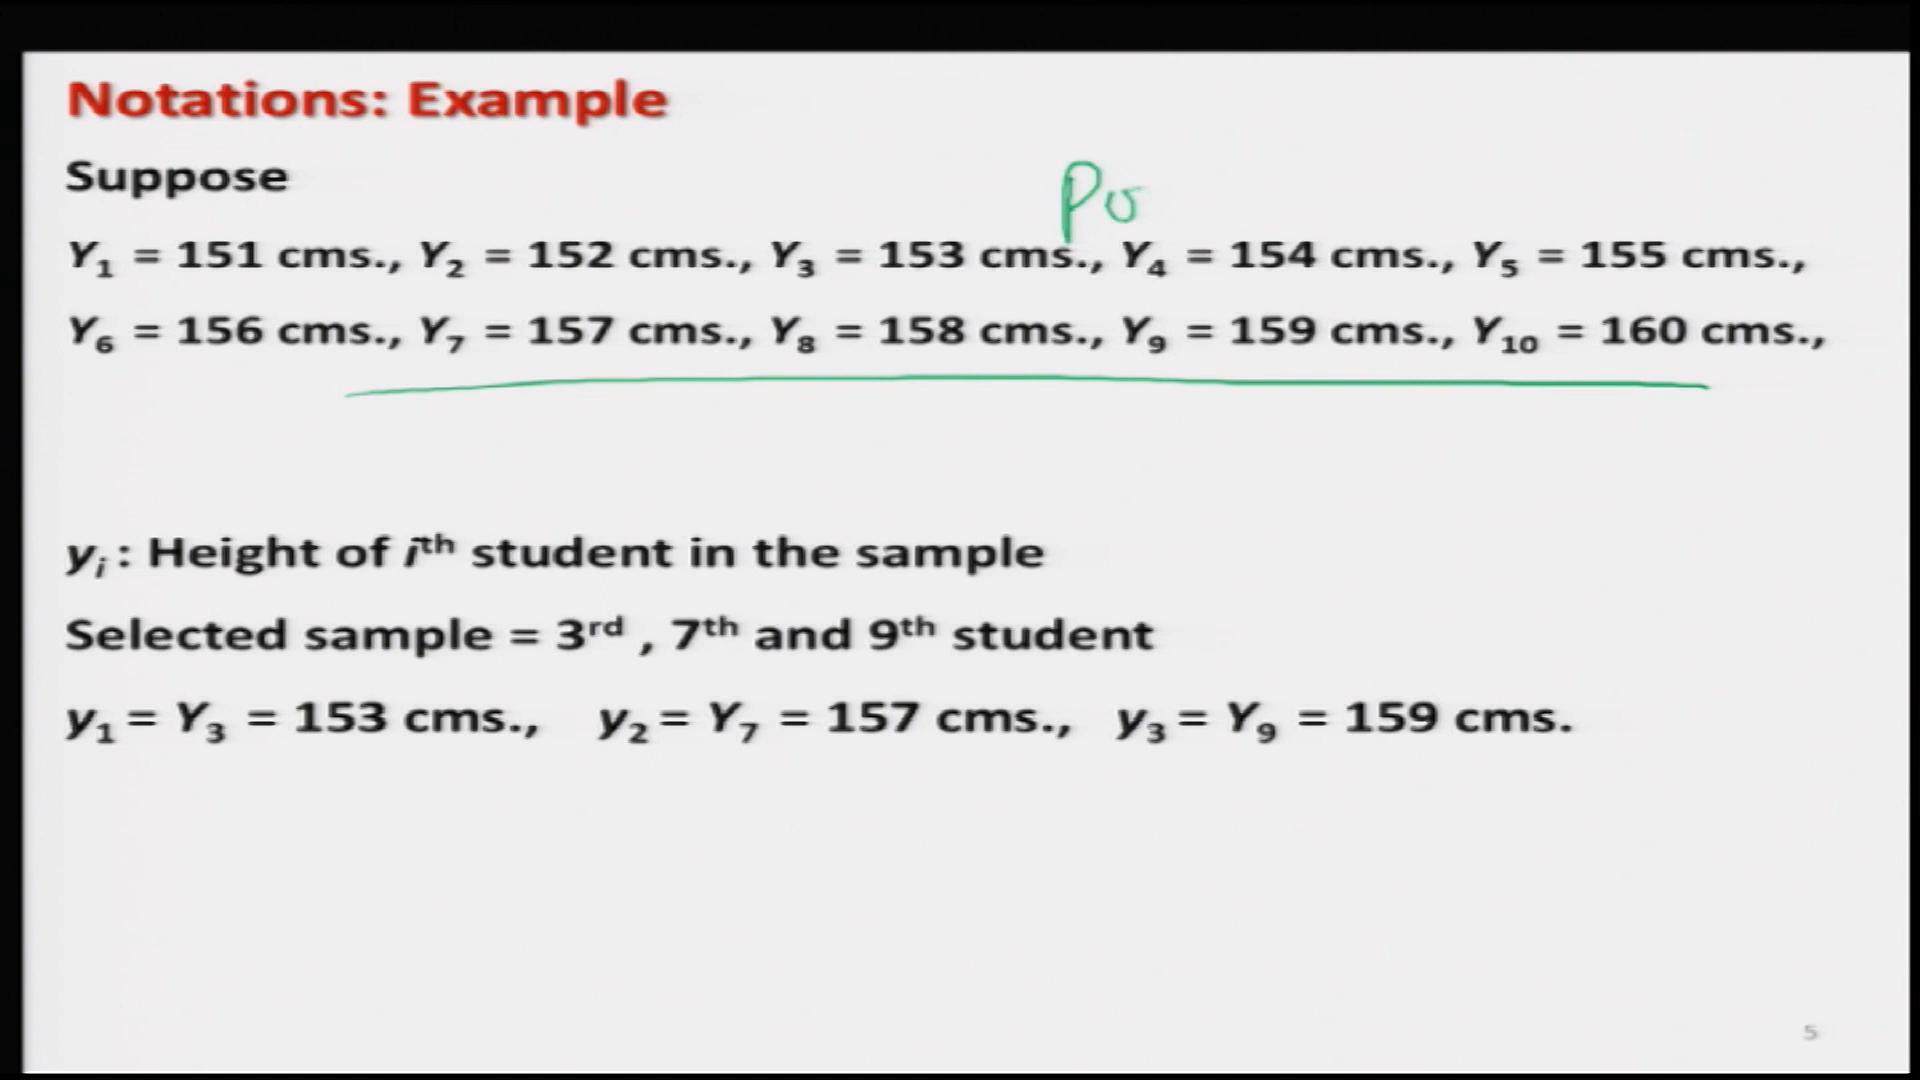 Notations: Example
Suppose
Po
Y₁ = 151 cms., Y₂ = 152 cms., Y₃ = 153 cms., Y₄ = 154 cms., Y₅ = 155 cms.,
Y₆ = 156 cms., Y₇ = 157 cms., Y₈ = 158 cms., Y₉ = 159 cms., Y₁₀ = 160 cms.,
yᵢ : Height of iᵗʰ student in the sample
Selected sample = 3ʳᵈ , 7ᵗʰ and 9ᵗʰ student
y₁ = Y₃ = 153 cms., y₂ = Y₇ = 157 cms., y₃ = Y₉ = 159 cms.
5